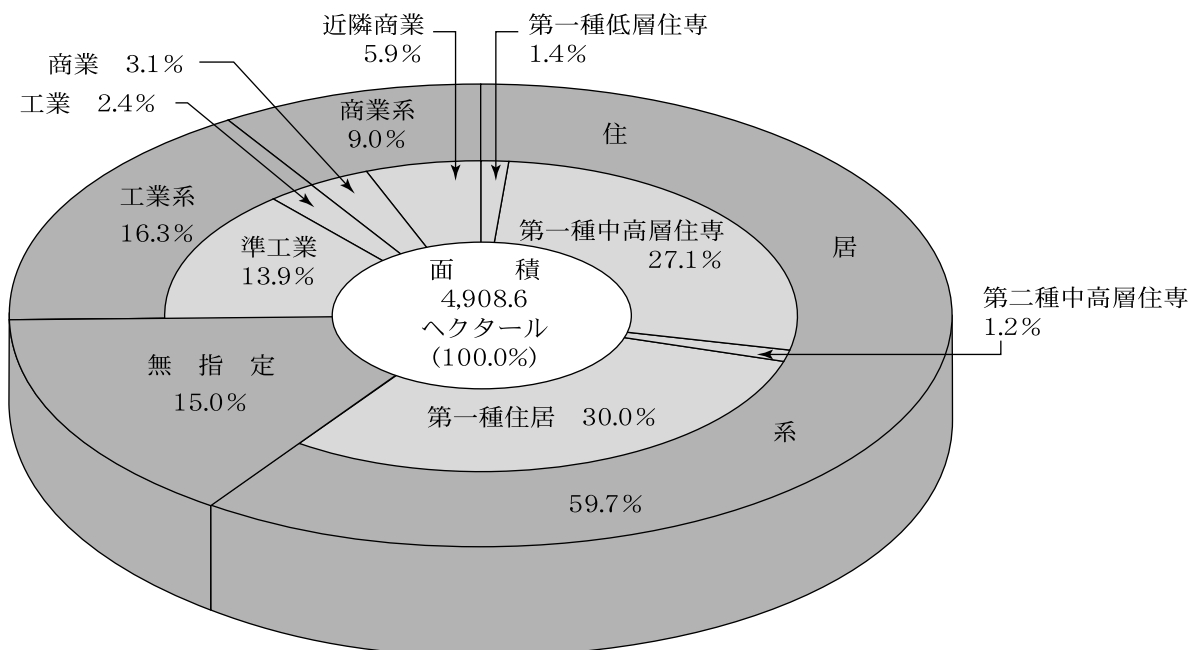 近隣商業
5.9%
第一種低層住専
1.4%
商業 3.1%
工業 2.4%
商業系
9.0%
住
工業系
16.3%
第一種中高層住専
27.1%
居
準工業
13.9%
面 積
4,908.6
ヘクタール
(100.0%)
第二種中高層住専
1.2%
無 指 定
15.0%
第一種住居 30.0%
系
59.7%